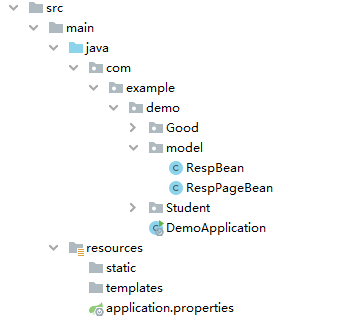 src
main
java
com
example
demo
Good
model
RespBean
RespPageBean
Student
DemoApplication
resources
static
templates
application.properties